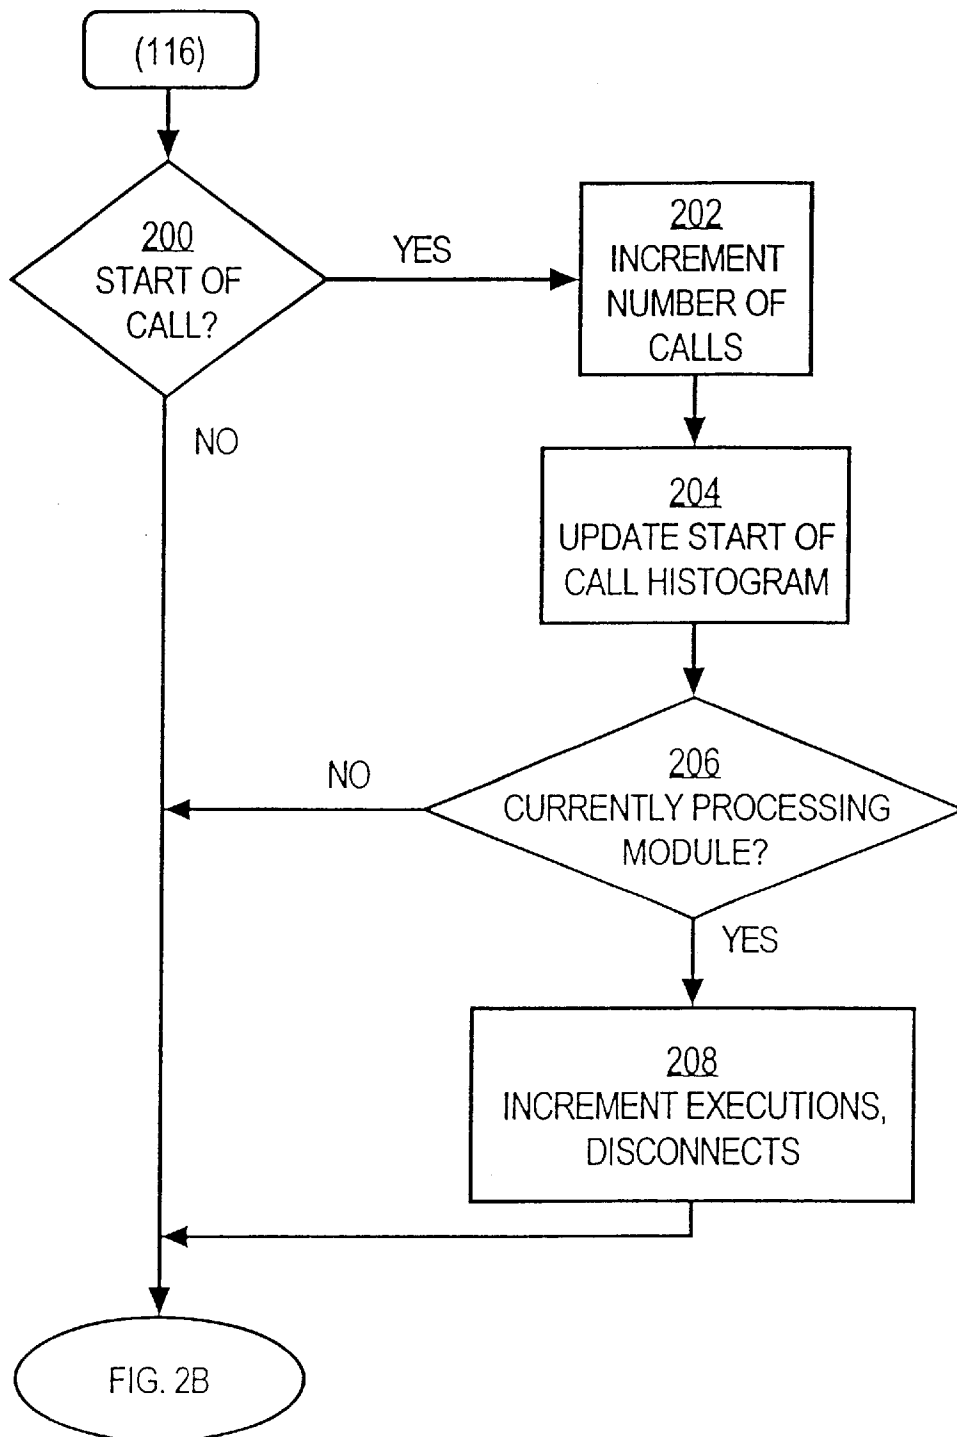 (116)
200
START OF
CALL?
YES
NO
202
INCREMENT
NUMBER OF
CALLS
204
UPDATE START OF
CALL HISTOGRAM
206
CURRENTLY PROCESSING
MODULE?
NO
YES
208
INCREMENT EXECUTIONS,
DISCONNECTS
FIG. 2B